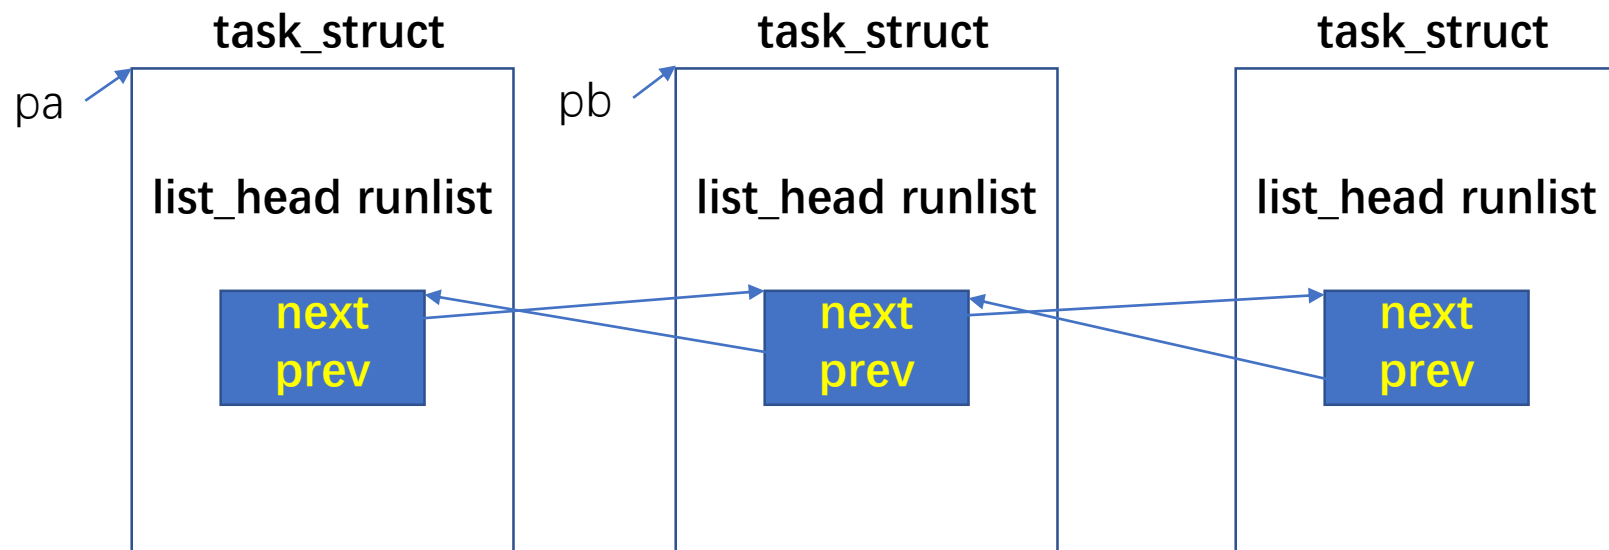 task_struct task_struct task_struct
pa pb
list_head runlist list_head runlist list_head runlist
next next next
prev prev prev